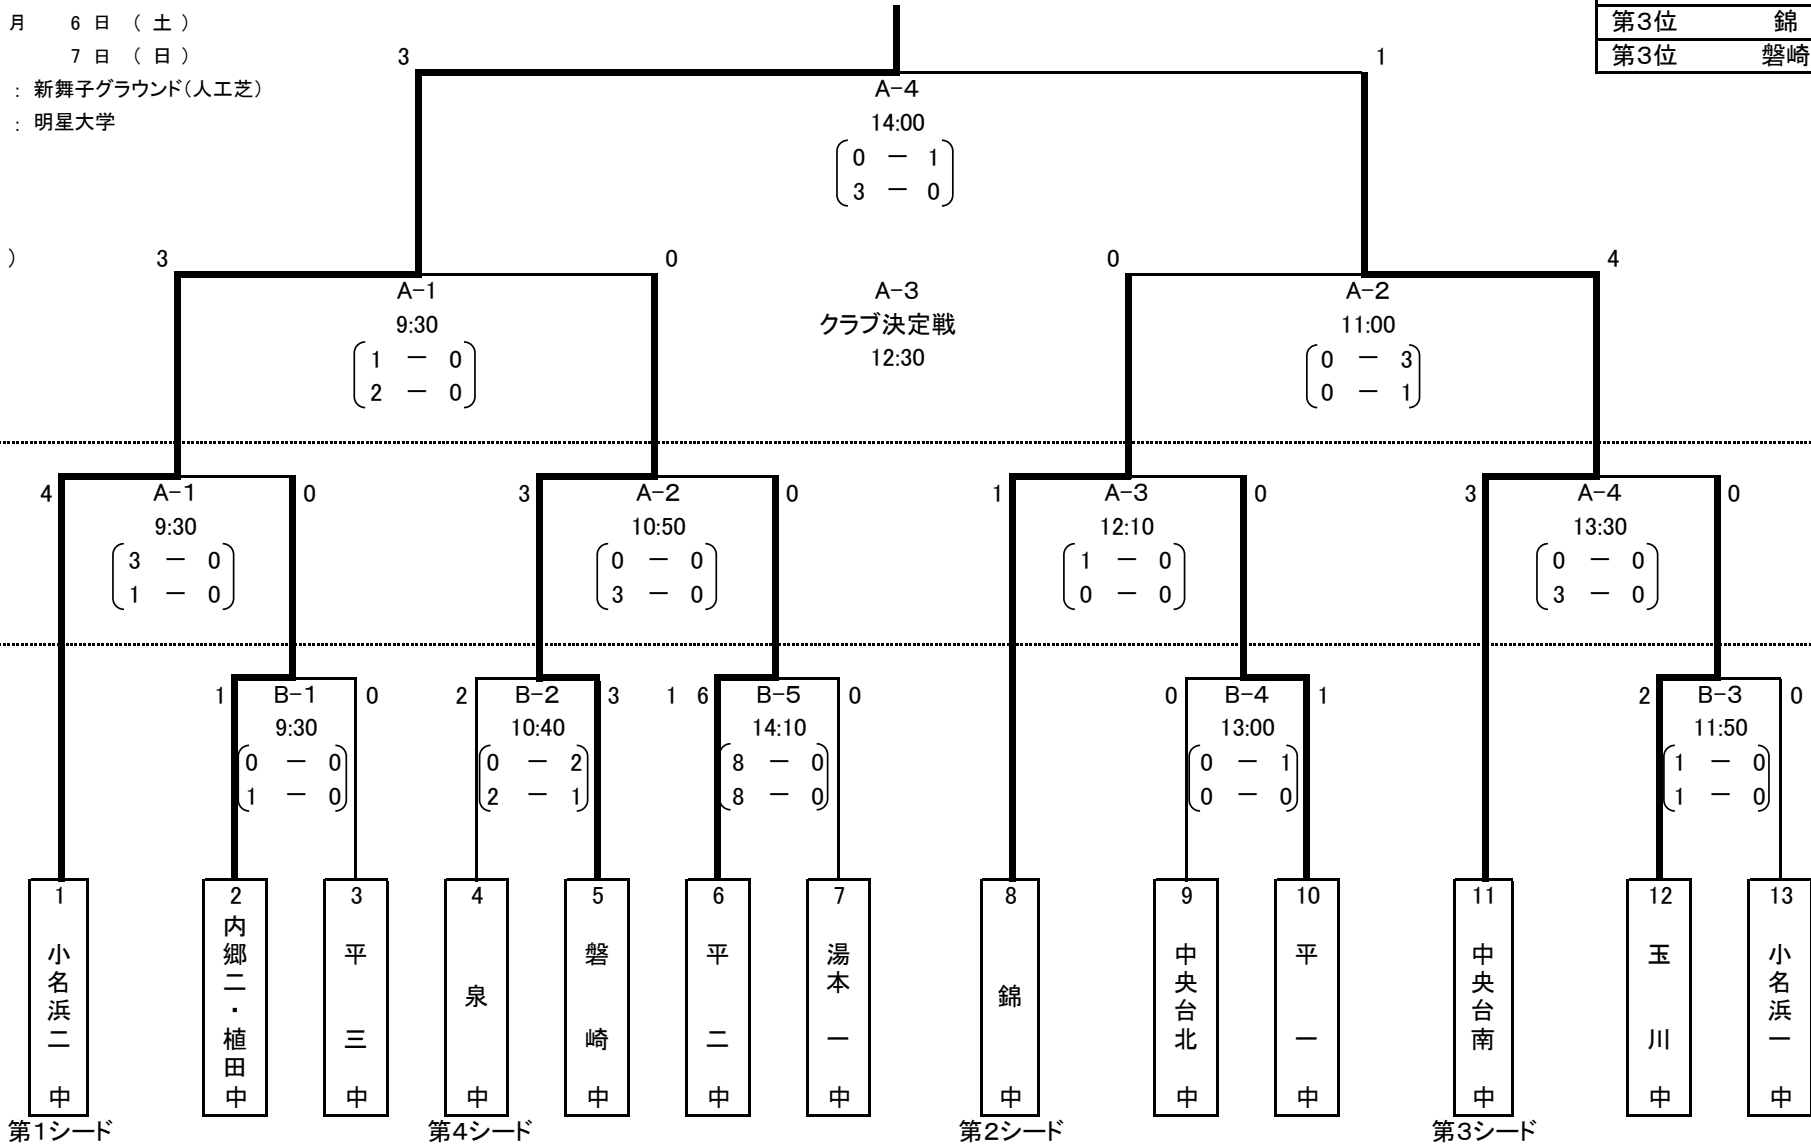 月 6 日 ( 土 )
7 日 ( 日 )
: 新舞子グラウンド(人工芝)
: 明星大学
)
第3位 錦
第3位 磐崎
3 1
A-4
14:00
0 － 1
3 － 0
3 0
A-1
9:30
1 － 0
2 － 0
A-3
クラブ決定戦
12:30
0 4
A-2
11:00
0 － 3
0 － 1
4 0
A-1
9:30
3 － 0
1 － 0
3 0
A-2
10:50
0 － 0
3 － 0
1 0
A-3
12:10
1 － 0
0 － 0
3 0
A-4
13:30
0 － 0
3 － 0
1 B-1 0
9:30
0 － 0
1 － 0
2 B-2 3
10:40
0 － 2
2 － 1
1 6 B-5 0
14:10
8 － 0
8 － 0
0 B-4 1
13:00
0 － 1
0 － 0
2 B-3 0
11:50
1 － 0
1 － 0
1
小名浜二中
2
内郷二・植田中
3
平三中
4
泉中
5
磐崎中
6
平二中
7
湯本一中
8
錦中
9
中央台北中
10
平一中
11
中央台南中
12
玉川中
13
小名浜一中
第1シード
第4シード
第2シード
第3シード